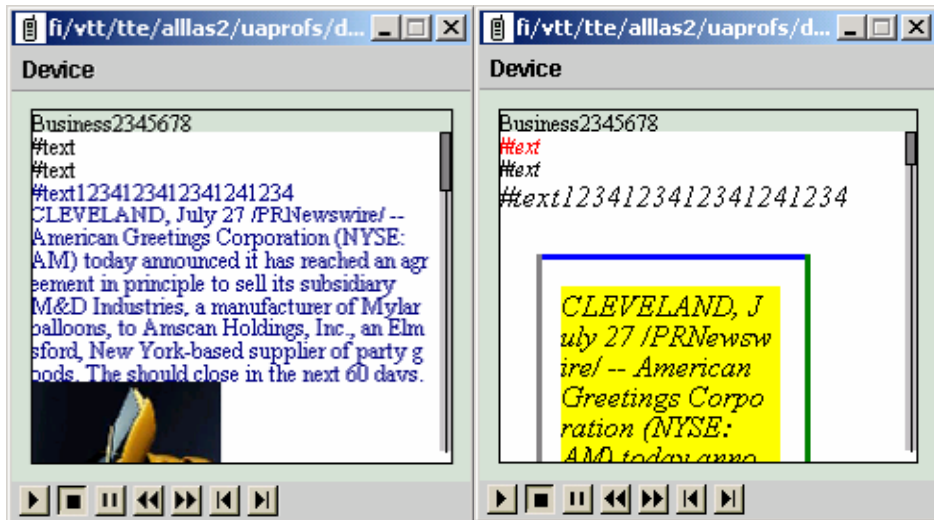 fi/vtt/tte/alllas2/uaprofs/d...
Device
Business2345678
#text
#text
#text1234123412341241234
CLEVELAND, July 27 /PRNewswire/ --
American Greetings Corporation (NYSE:
AM) today announced it has reached an agr
eement in principle to sell its subsidiary
M&D Industries, a manufacturer of Mylar
balloons, to Amscan Holdings, Inc., an Elm
sford, New York-based supplier of party g
oods. The should close in the next 60 days.
fi/vtt/tte/alllas2/uaprofs/d...
Device
Business2345678
#text
#text
#text1234123412341241234
CLEVELAND, J
uly 27 /PRNewsw
ire/ -- American
Greetings Corpo
ration (NYSE:
AM) today anno